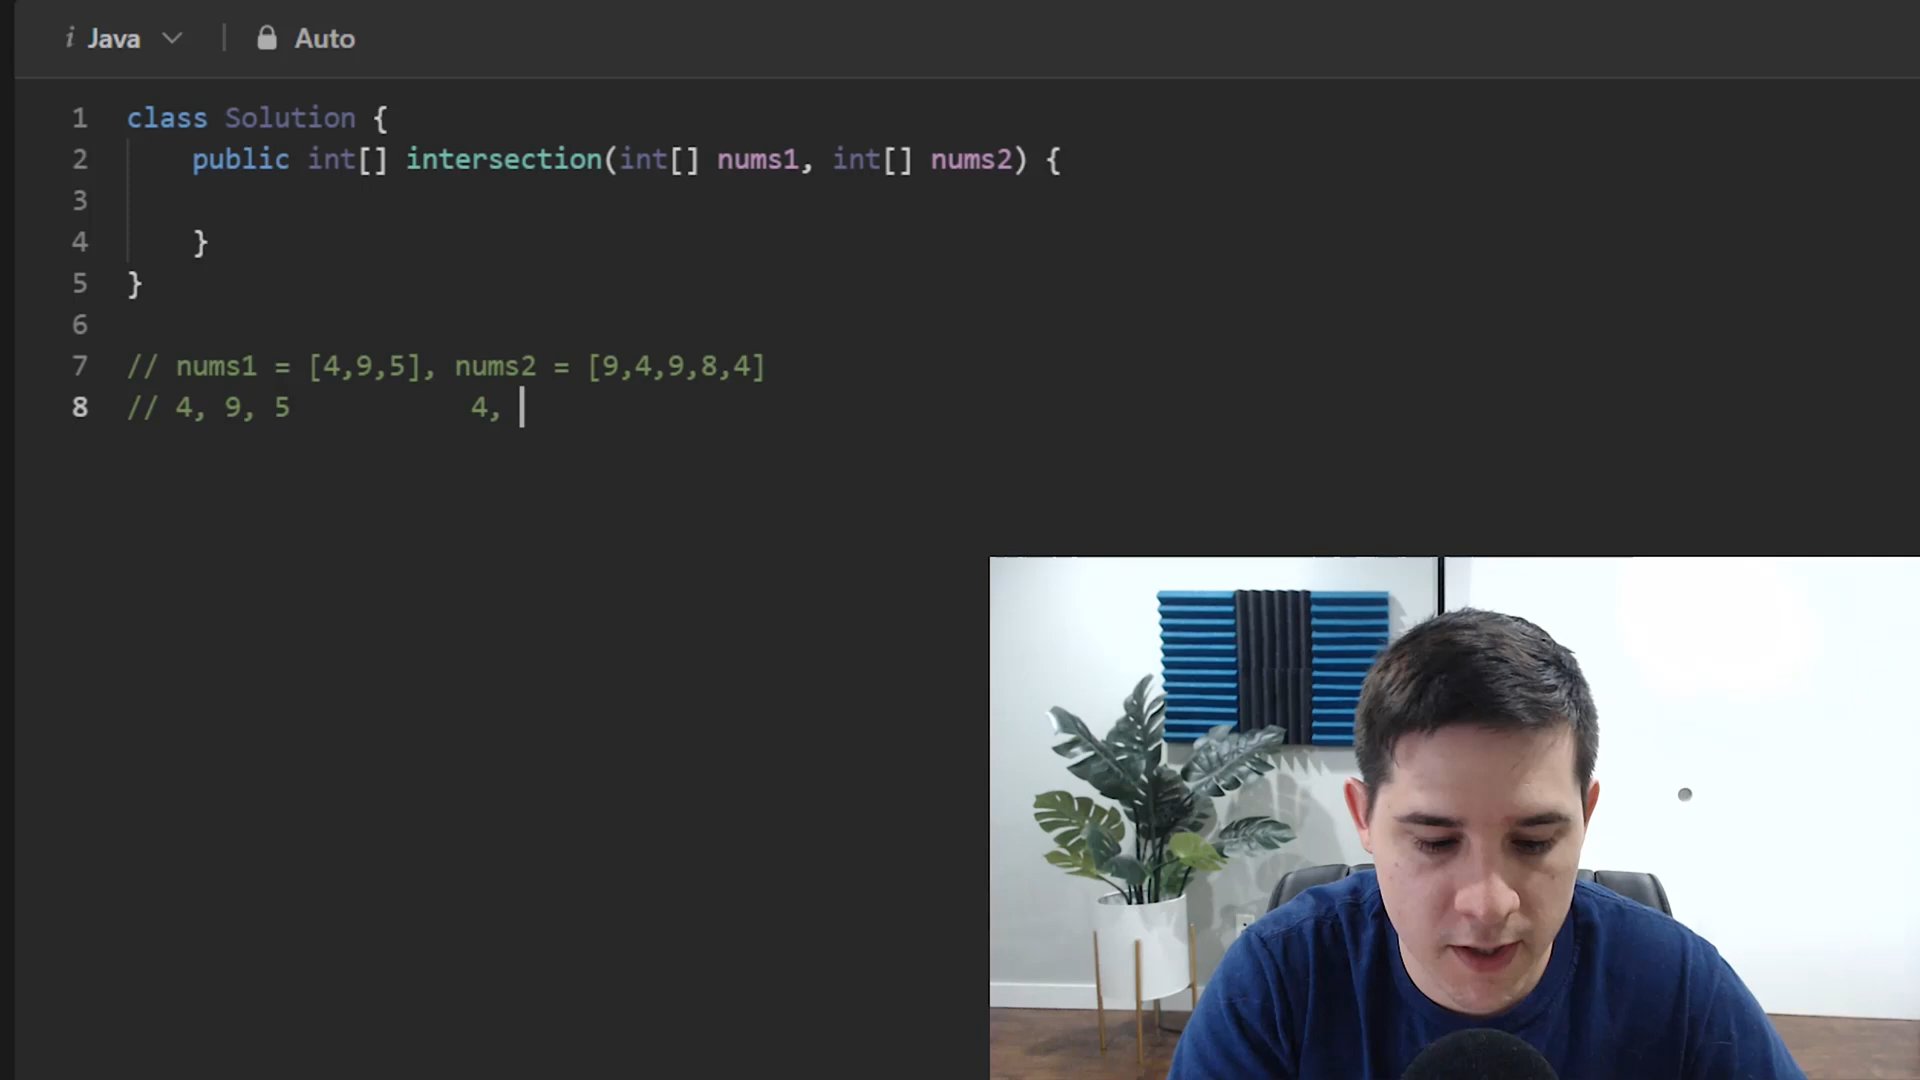 i Java Auto
1 class Solution {
2 public int[] intersection(int[] nums1, int[] nums2) {
3
4 }
5 }
6
7 // nums1 = [4,9,5], nums2 = [9,4,9,8,4]
8 // 4, 9, 5 4,